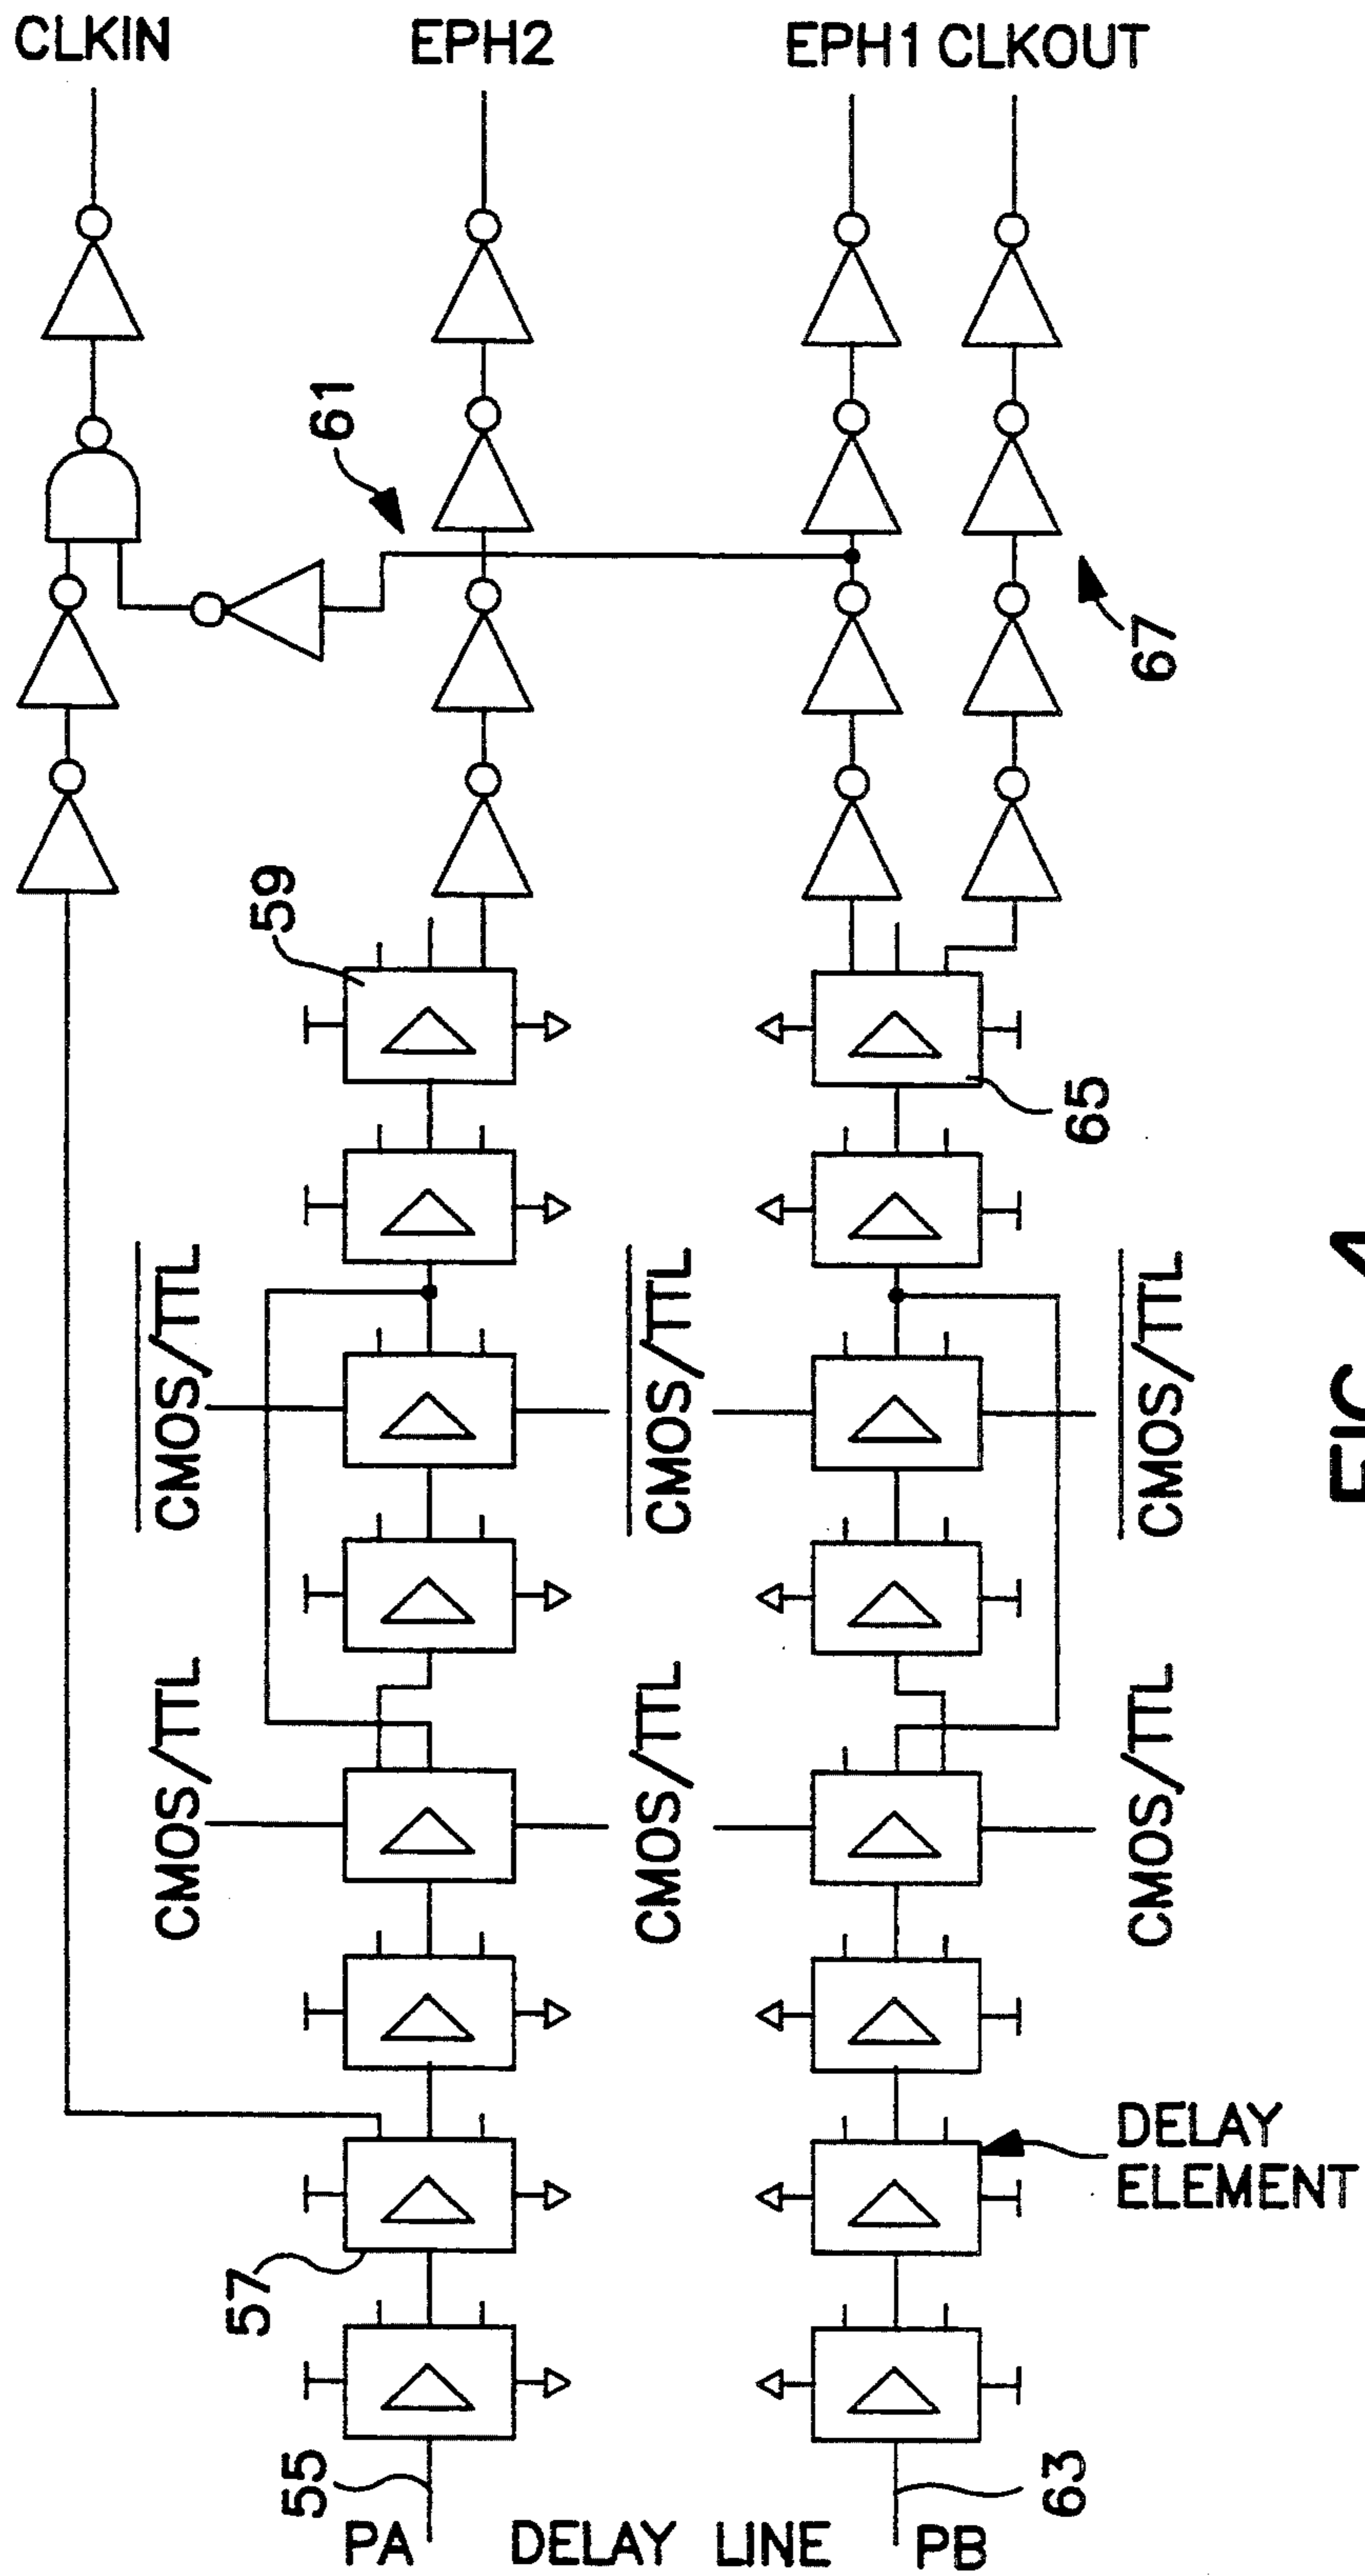 CLKIN
EPH2
EPH1 CLKOUT
61
67
59
65
CMOS/TTL
CMOS/TTL
CMOS/TTL
CMOS/TTL
CMOS/TTL
CMOS/TTL
57
DELAY
ELEMENT
55
63
PA
DELAY LINE
PB